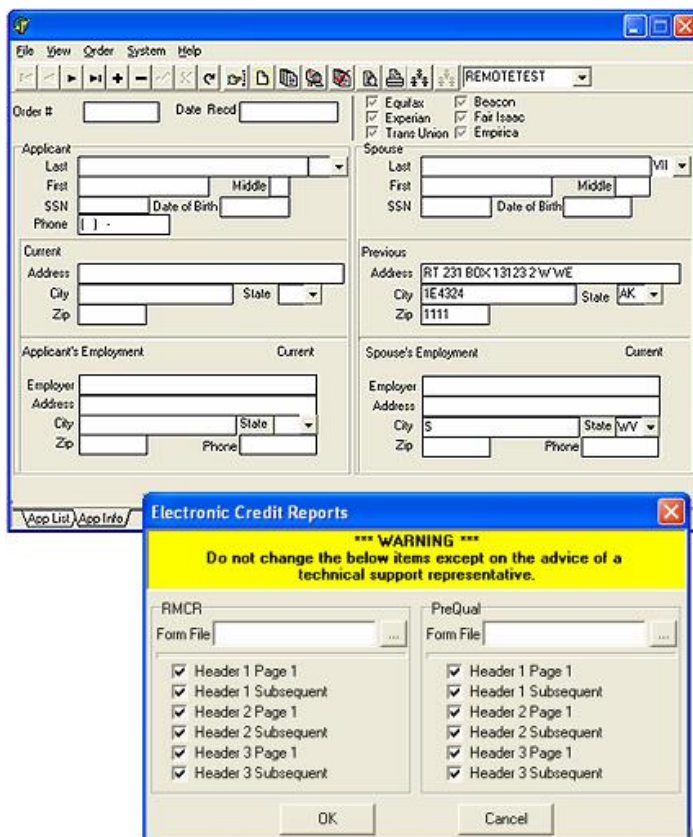 File View Order System Help
REMOTETEST
Order # Date Recd Equifax Beacon
Experian Fair Isaac
Trans Union Empirica
Applicant Spouse
Last Last VII
First Middle First Middle
SSN Date of Birth SSN Date of Birth
Phone ( ) -
Current Previous
Address Address RT 231 BOX 13123 2 W WE
City State City 1E4324 State AK
Zip Zip 1111
Applicant's Employment Current Spouse's Employment Current
Employer Employer
Address Address
City State City S State WV
Zip Phone Zip Phone
App List App Info
Electronic Credit Reports
*** WARNING ***
Do not change the below items except on the advice of a
technical support representative.
RMCR PreQual
Form File ... Form File ...
Header 1 Page 1 Header 1 Page 1
Header 1 Subsequent Header 1 Subsequent
Header 2 Page 1 Header 2 Page 1
Header 2 Subsequent Header 2 Subsequent
Header 3 Page 1 Header 3 Page 1
Header 3 Subsequent Header 3 Subsequent
OK Cancel